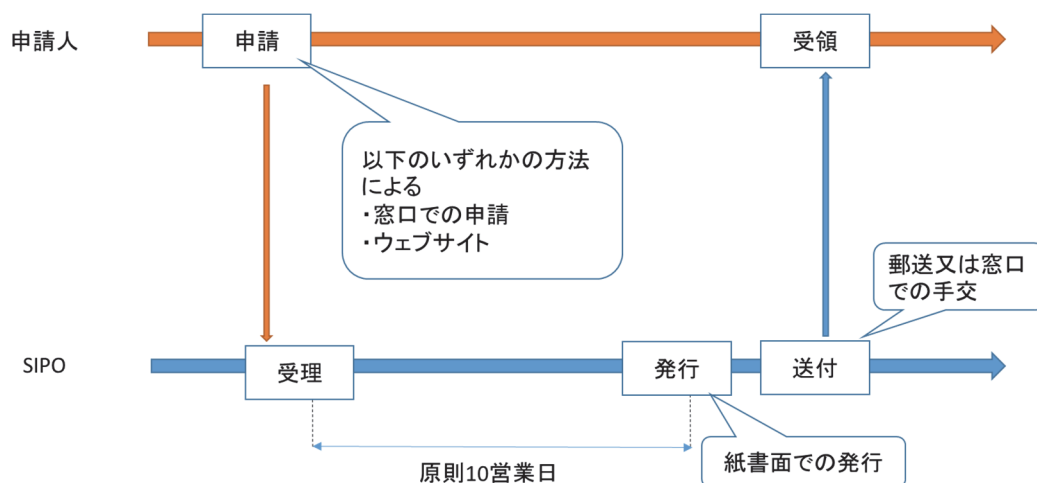 申請人
申請
受領
以下のいずれかの方法
による
・窓口での申請
・ウェブサイト
郵送又は窓口
での手交
SIPO
受理
発行
送付
原則10営業日
紙書面での発行